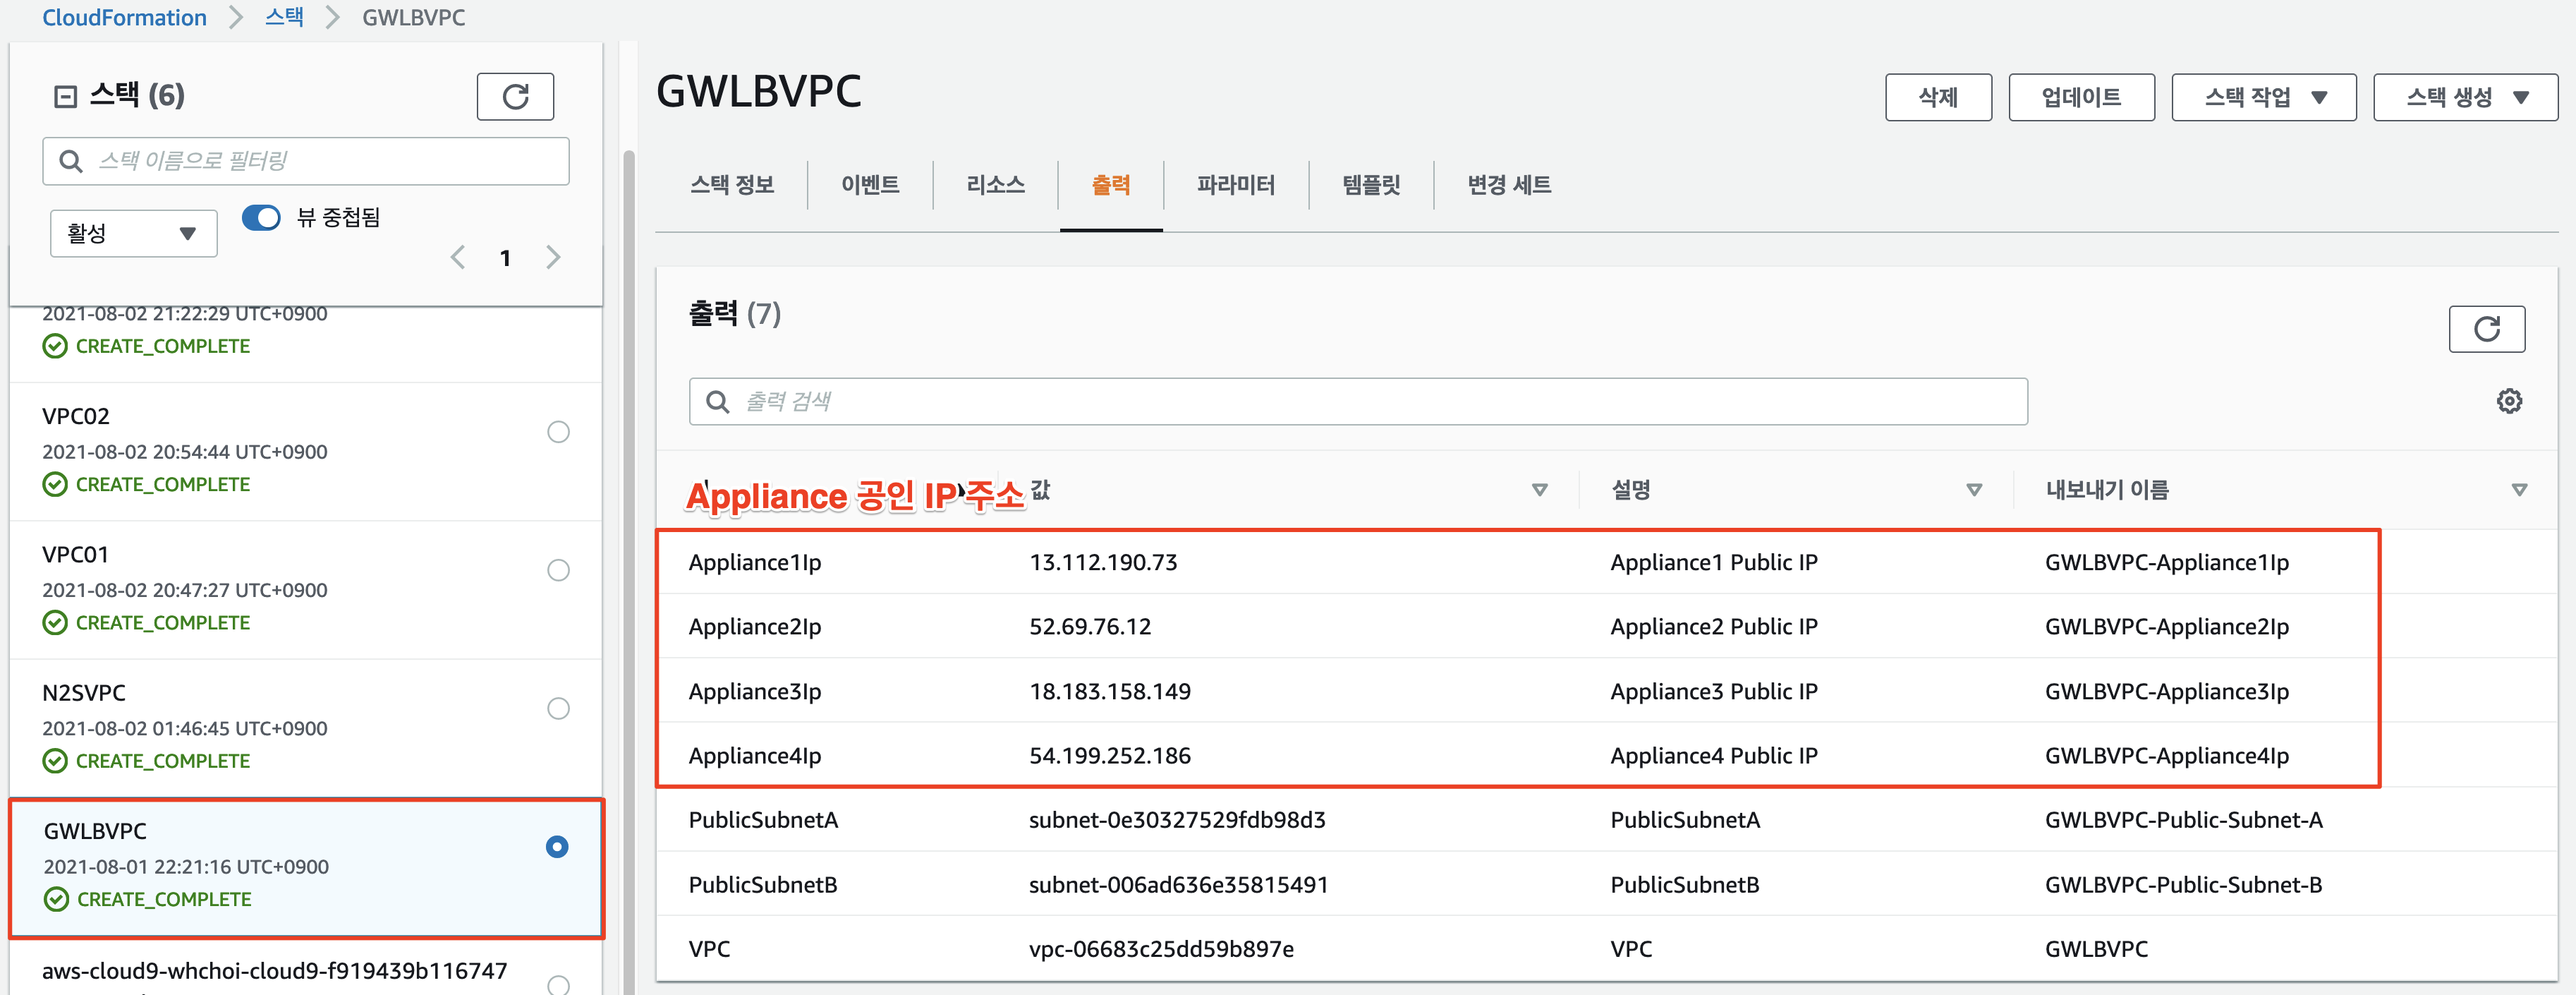 CloudFormation > 스택 > GWLBVPC
스택 (6)
스택 이름으로 필터링
활성
뷰 중첩됨
1
2021-08-02 21:22:29 UTC+0900
CREATE_COMPLETE
VPC02
2021-08-02 20:54:44 UTC+0900
CREATE_COMPLETE
VPC01
2021-08-02 20:47:27 UTC+0900
CREATE_COMPLETE
N2SVPC
2021-08-02 01:46:45 UTC+0900
CREATE_COMPLETE
GWLBVPC
2021-08-01 22:21:16 UTC+0900
CREATE_COMPLETE
aws-cloud9-whchoi-cloud9-f919439b116747
GWLBVPC
삭제 업데이트 스택 작업 스택 생성
스택 정보 이벤트 리소스 출력 파라미터 템플릿 변경 세트
출력 (7)
출력 검색
Appliance 공인 IP 주소 값 설명 내보내기 이름
Appliance1Ip 13.112.190.73 Appliance1 Public IP GWLBVPC-Appliance1Ip
Appliance2Ip 52.69.76.12 Appliance2 Public IP GWLBVPC-Appliance2Ip
Appliance3Ip 18.183.158.149 Appliance3 Public IP GWLBVPC-Appliance3Ip
Appliance4Ip 54.199.252.186 Appliance4 Public IP GWLBVPC-Appliance4Ip
PublicSubnetA subnet-0e30327529fdb98d3 PublicSubnetA GWLBVPC-Public-Subnet-A
PublicSubnetB subnet-006ad636e35815491 PublicSubnetB GWLBVPC-Public-Subnet-B
VPC vpc-06683c25dd59b897e VPC GWLBVPC